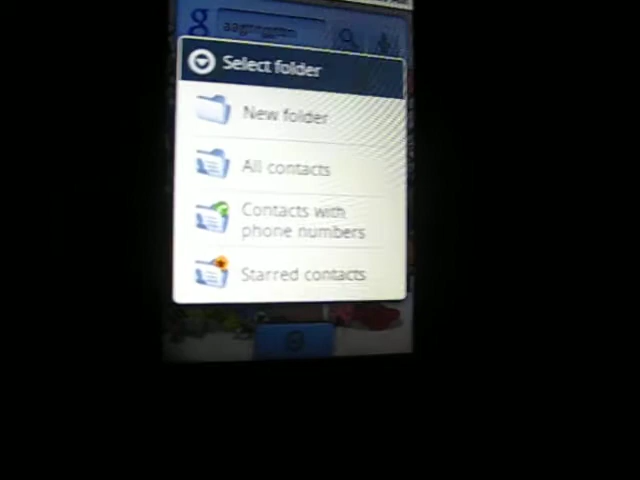 g
Select folder
New folder
All contacts
Contacts with
phone numbers
Starred contacts